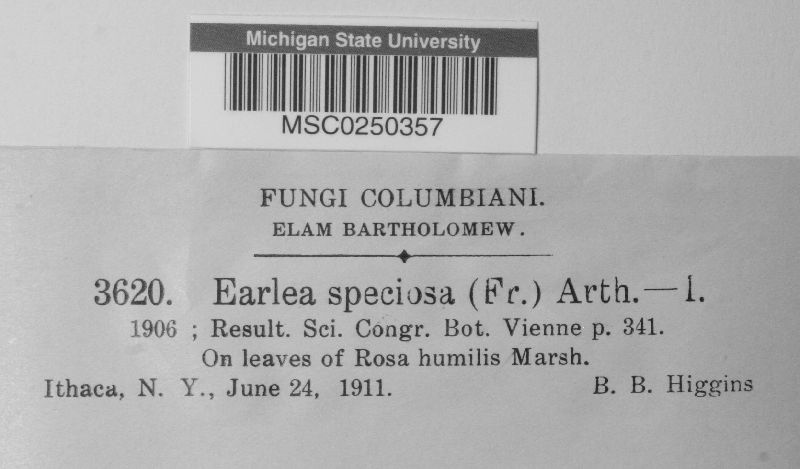 Michigan State University
MSC0250357
FUNGI COLUMBIANI.
ELAM BARTHOLOMEW.
3620. Earlea speciosa (Fr.) Arth.—I.
1906 ; Result. Sci. Congr. Bot. Vienne p. 341.
On leaves of Rosa humilis Marsh.
Ithaca, N. Y., June 24, 1911. B. B. Higgins